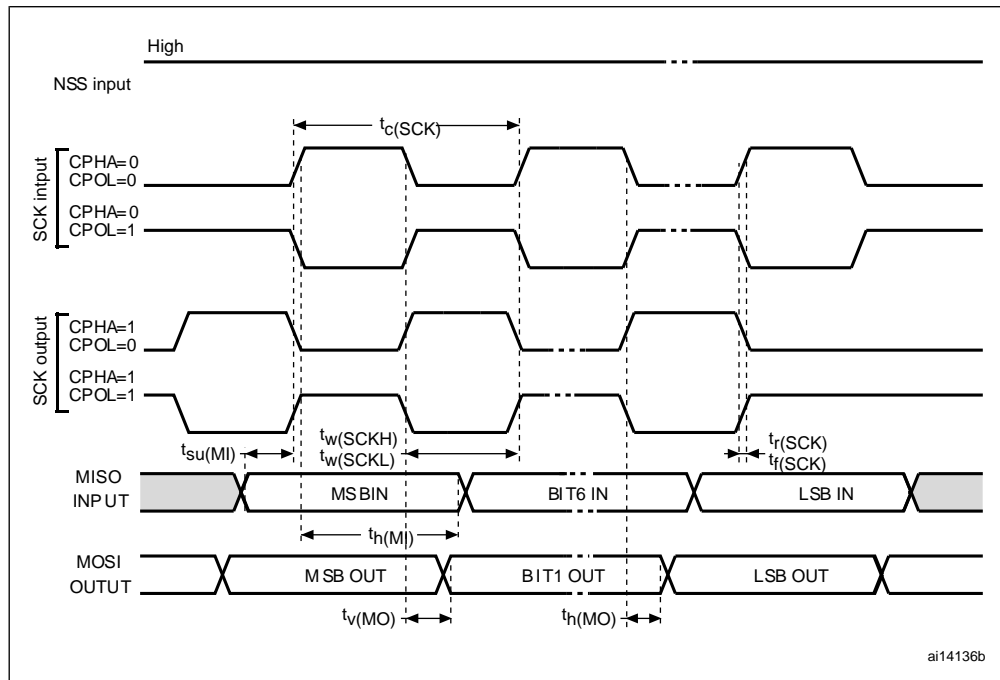 High
NSS input
tc(SCK)
SCK intput
CPHA=0
CPOL=0
CPHA=0
CPOL=1
SCK output
CPHA=1
CPOL=0
CPHA=1
CPOL=1
tsu(MI)
tw(SCKH)
tw(SCKL)
tr(SCK)
tf(SCK)
MISO
INPUT
MSBIN
BIT6 IN
LSB IN
th(MI)
MOSI
OUTUT
MSB OUT
BIT1 OUT
LSB OUT
tv(MO)
th(MO)
ai14136b